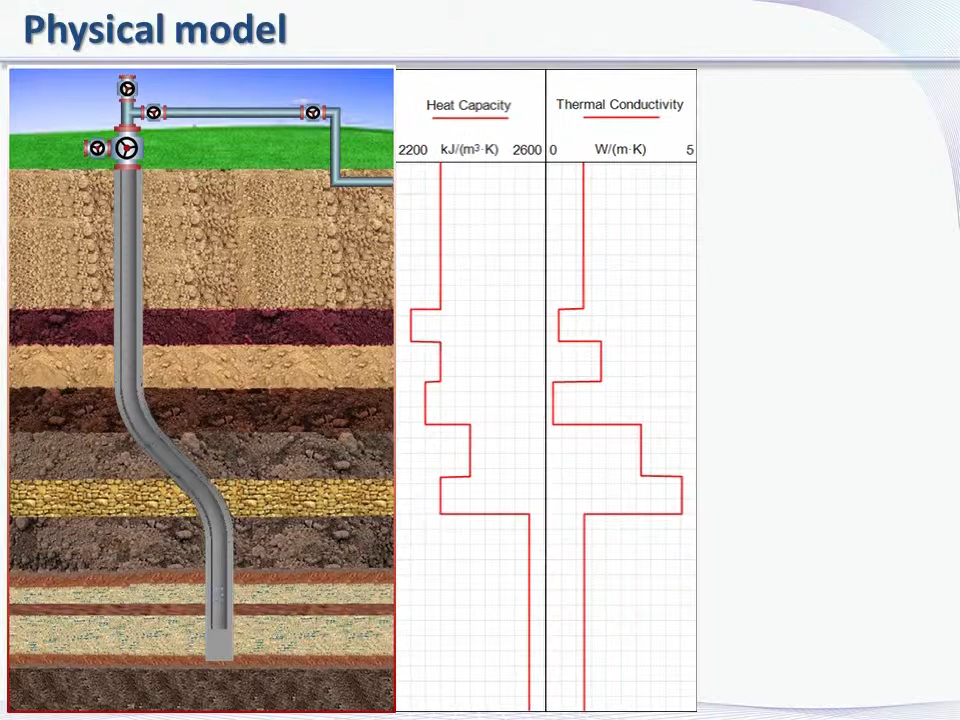 Physical model
Heat Capacity Thermal Conductivity
2200 kJ/(m³·K) 2600 0 W/(m·K) 5